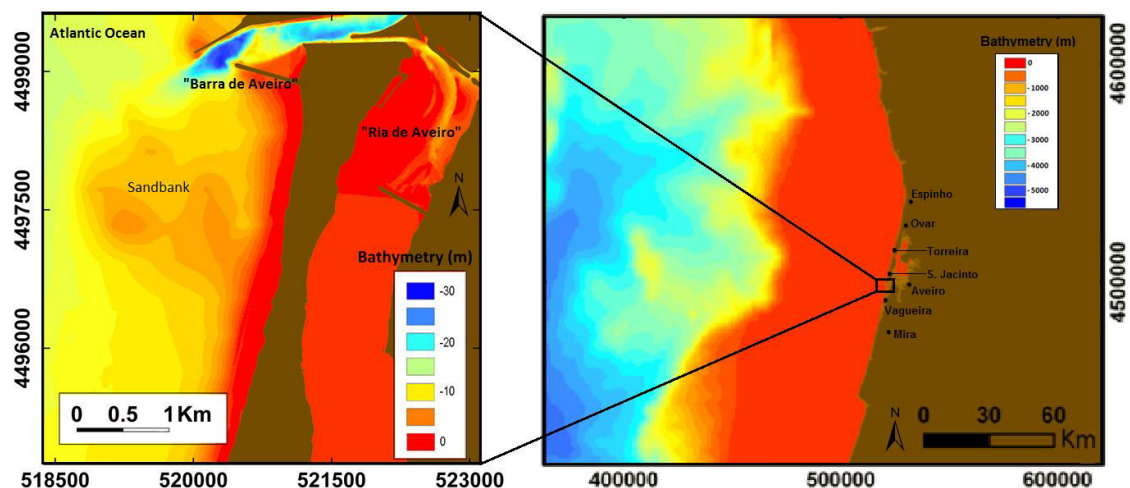 Atlantic Ocean
"Barra de Aveiro"
"Ria de Aveiro"
Sandbank
N
Bathymetry (m)
-30
-20
-10
0
0 0.5 1 Km
4499000
4497500
4496000
518500 520000 521500 523000
Bathymetry (m)
0
-1000
-2000
-3000
-4000
-5000
Espinho
Ovar
Torreira
S. Jacinto
Aveiro
Vagueira
Mira
N
0 30 60
Km
4600000
4500000
400000 500000 600000